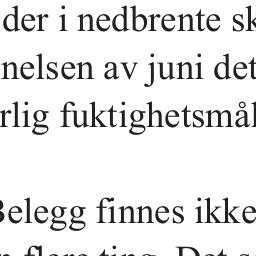 der i nedbrente sk
nelsen av juni det
rlig fuktighetsmål
Belegg finnes ikke
n flere ting. Det s